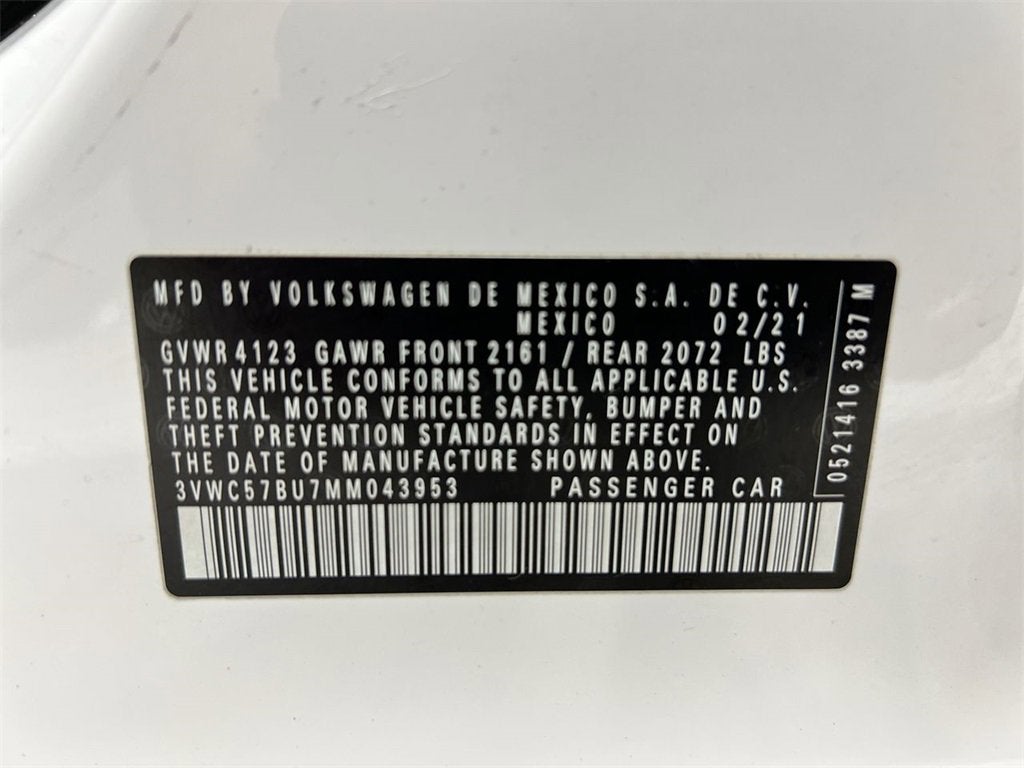 MFD BY VOLKSWAGEN DE MEXICO S.A. DE C.V.
MEXICO 02/21
GVWR 4123 GAWR FRONT 2161 / REAR 2072 LBS
THIS VEHICLE CONFORMS TO ALL APPLICABLE U.S.
FEDERAL MOTOR VEHICLE SAFETY, BUMPER AND
THEFT PREVENTION STANDARDS IN EFFECT ON
THE DATE OF MANUFACTURE SHOWN ABOVE.
3VWC57BU7MM043953 PASSENGER CAR
0521416 3387 M